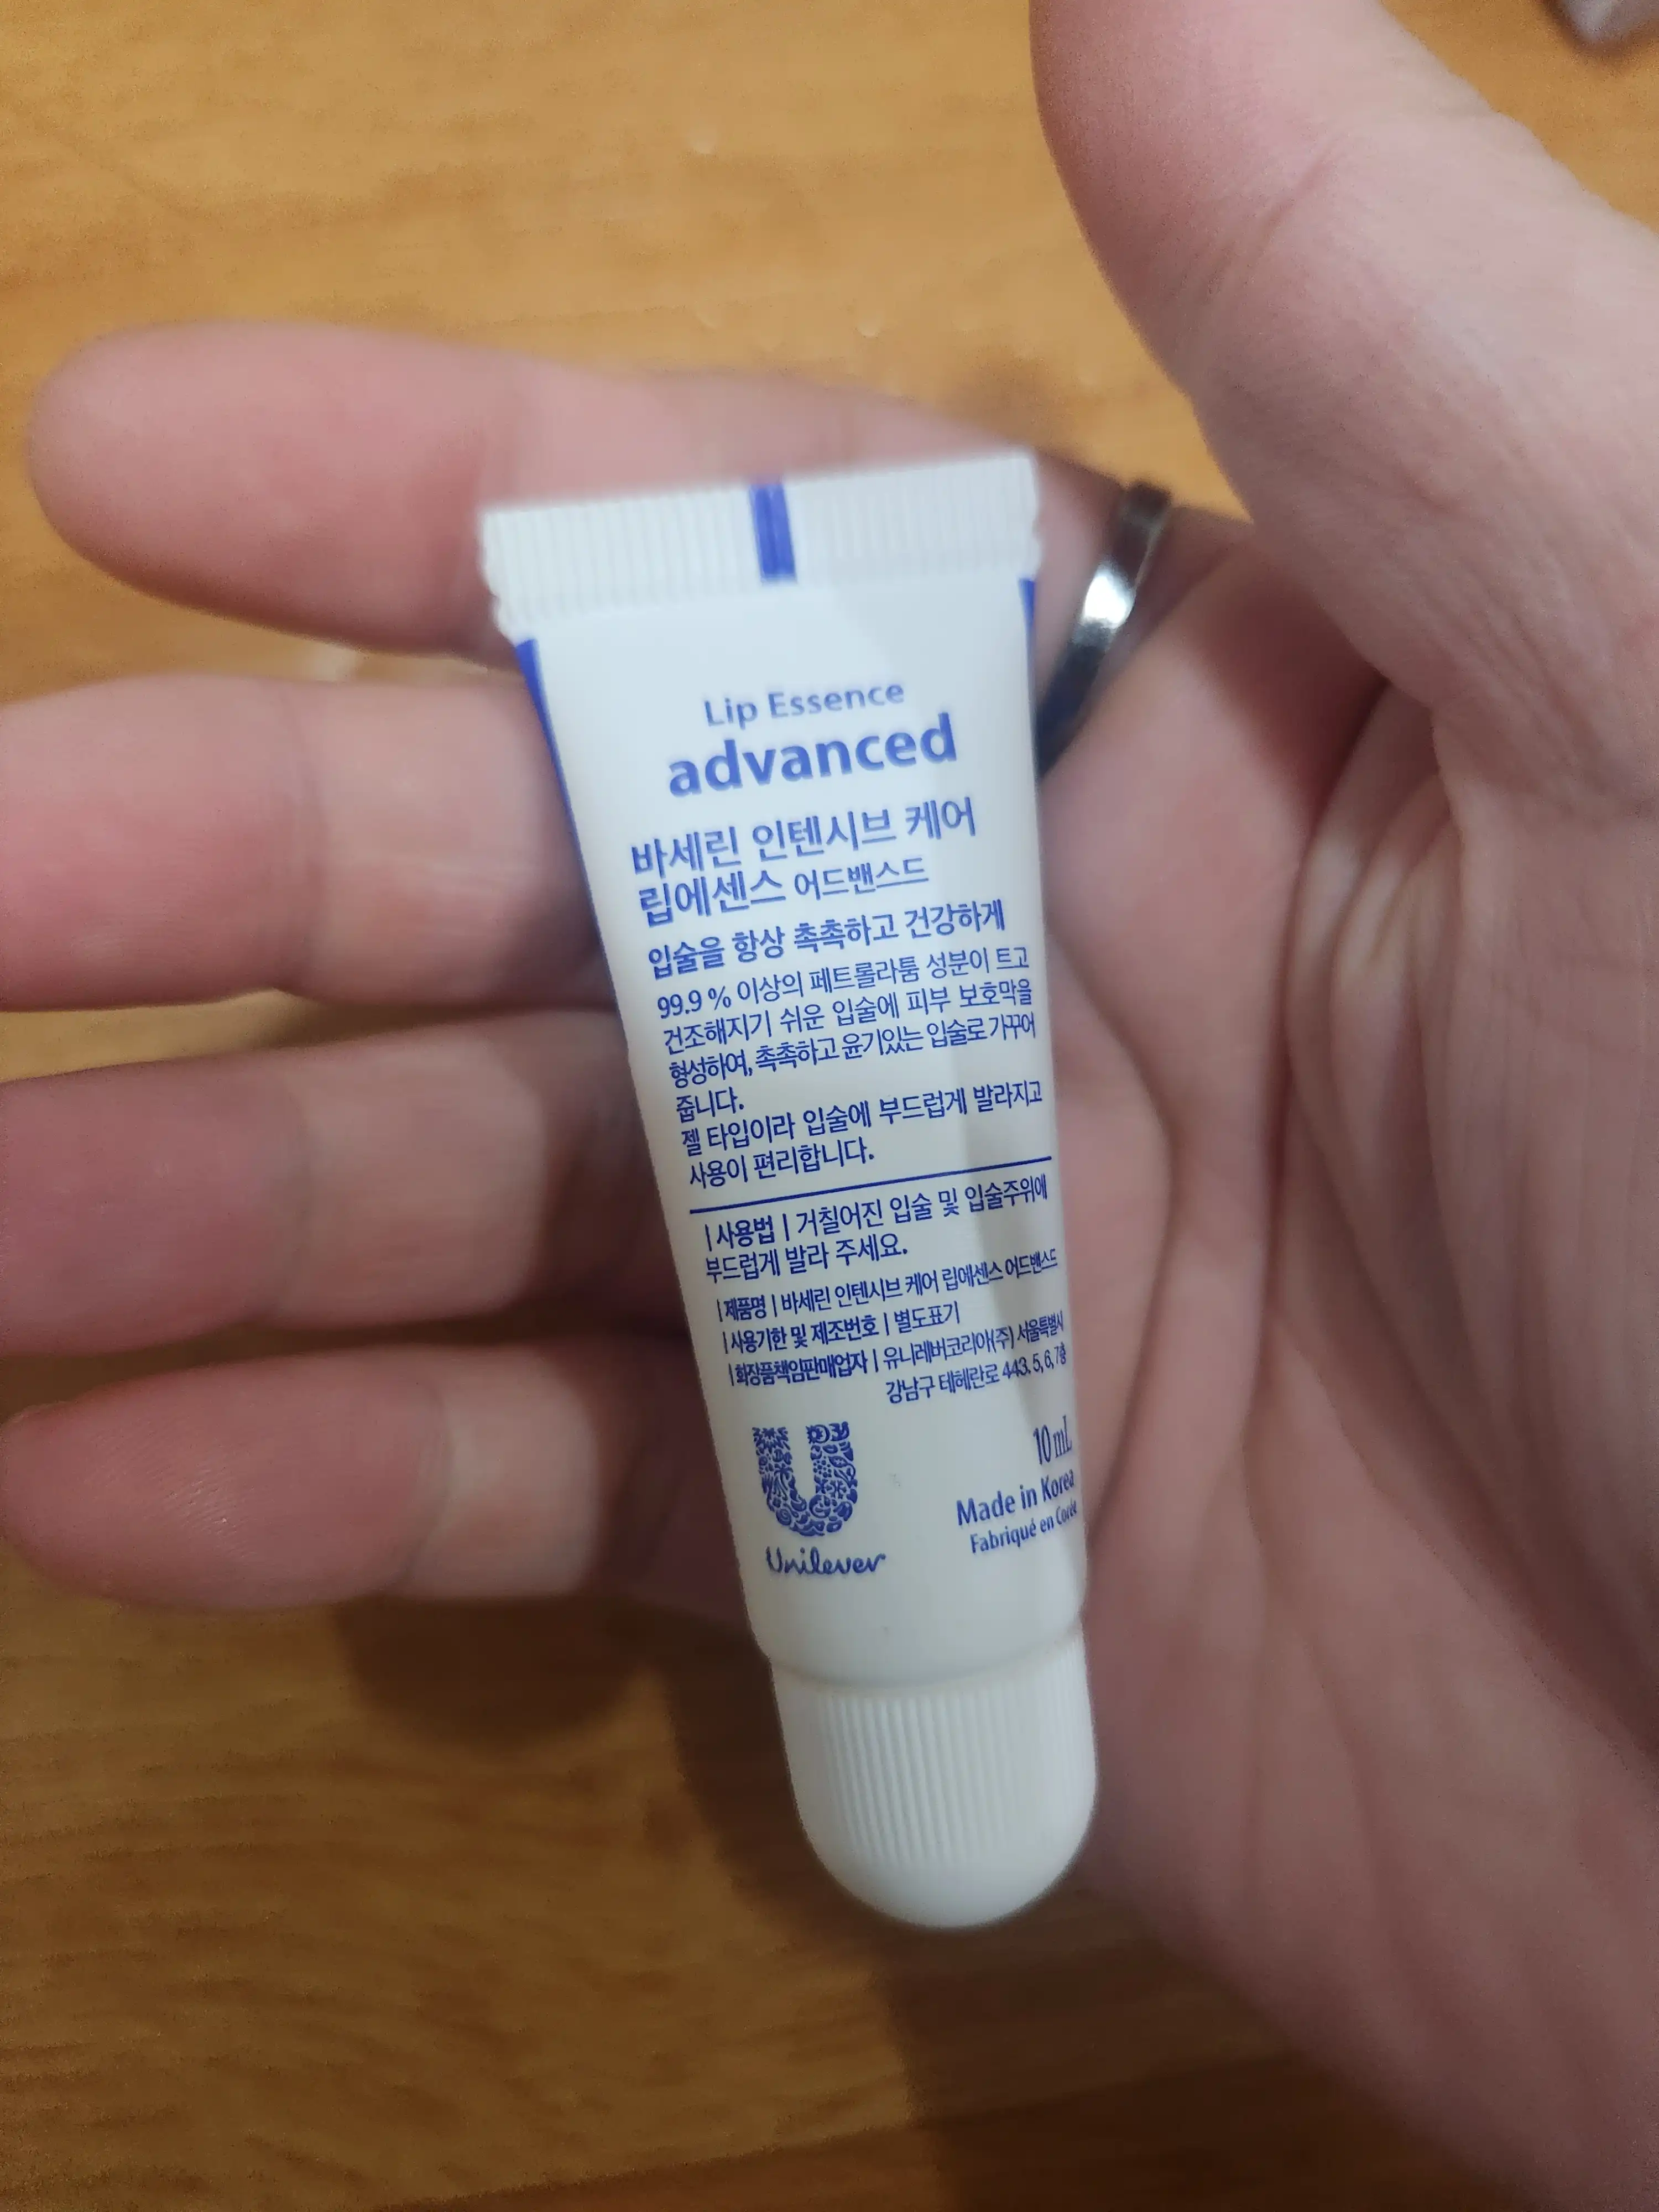 Lip Essence
advanced
바세린 인텐시브 케어
립에센스 어드밴스드
입술을 항상 촉촉하고 건강하게
99.9 % 이상의 페트롤라툼 성분이 트고
건조해지기 쉬운 입술에 피부 보호막을
형성하여, 촉촉하고 윤기있는 입술로 가꾸어
줍니다.
젤 타입이라 입술에 부드럽게 발라지고
사용이 편리합니다.
| 사용법 | 거칠어진 입술 및 입술주위에
부드럽게 발라 주세요.
| 제품명 | 바세린 인텐시브 케어 립에센스 어드밴스드
| 사용기한 및 제조번호 | 별도표기
| 화장품책임판매업자 | 유니레버코리아(주) 서울특별시
강남구 테헤란로 443. 5, 6, 7층
10 mL
Made in Korea
Fabriqué en Corée
Unilever